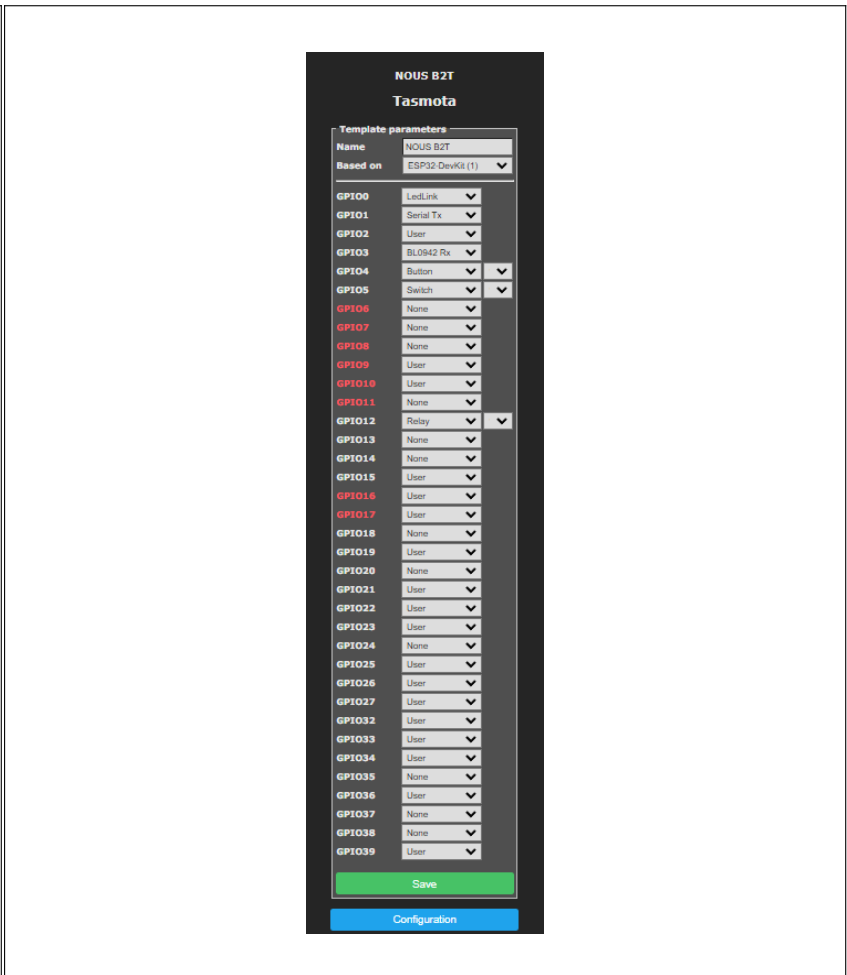 NOUS B2T
Tasmota
Template parameters
Name NOUS B2T
Based on ESP32-DevKit (1)
GPIO0 LedLink
GPIO1 Serial Tx
GPIO2 User
GPIO3 BL0942 Rx
GPIO4 Button
GPIO5 Switch
GPIO6 None
GPIO7 None
GPIO8 None
GPIO9 User
GPIO10 User
GPIO11 None
GPIO12 Relay
GPIO13 None
GPIO14 None
GPIO15 User
GPIO16 User
GPIO17 User
GPIO18 None
GPIO19 User
GPIO20 None
GPIO21 User
GPIO22 User
GPIO23 User
GPIO24 None
GPIO25 User
GPIO26 User
GPIO27 User
GPIO32 User
GPIO33 User
GPIO34 User
GPIO35 None
GPIO36 User
GPIO37 None
GPIO38 None
GPIO39 User
Save
Configuration